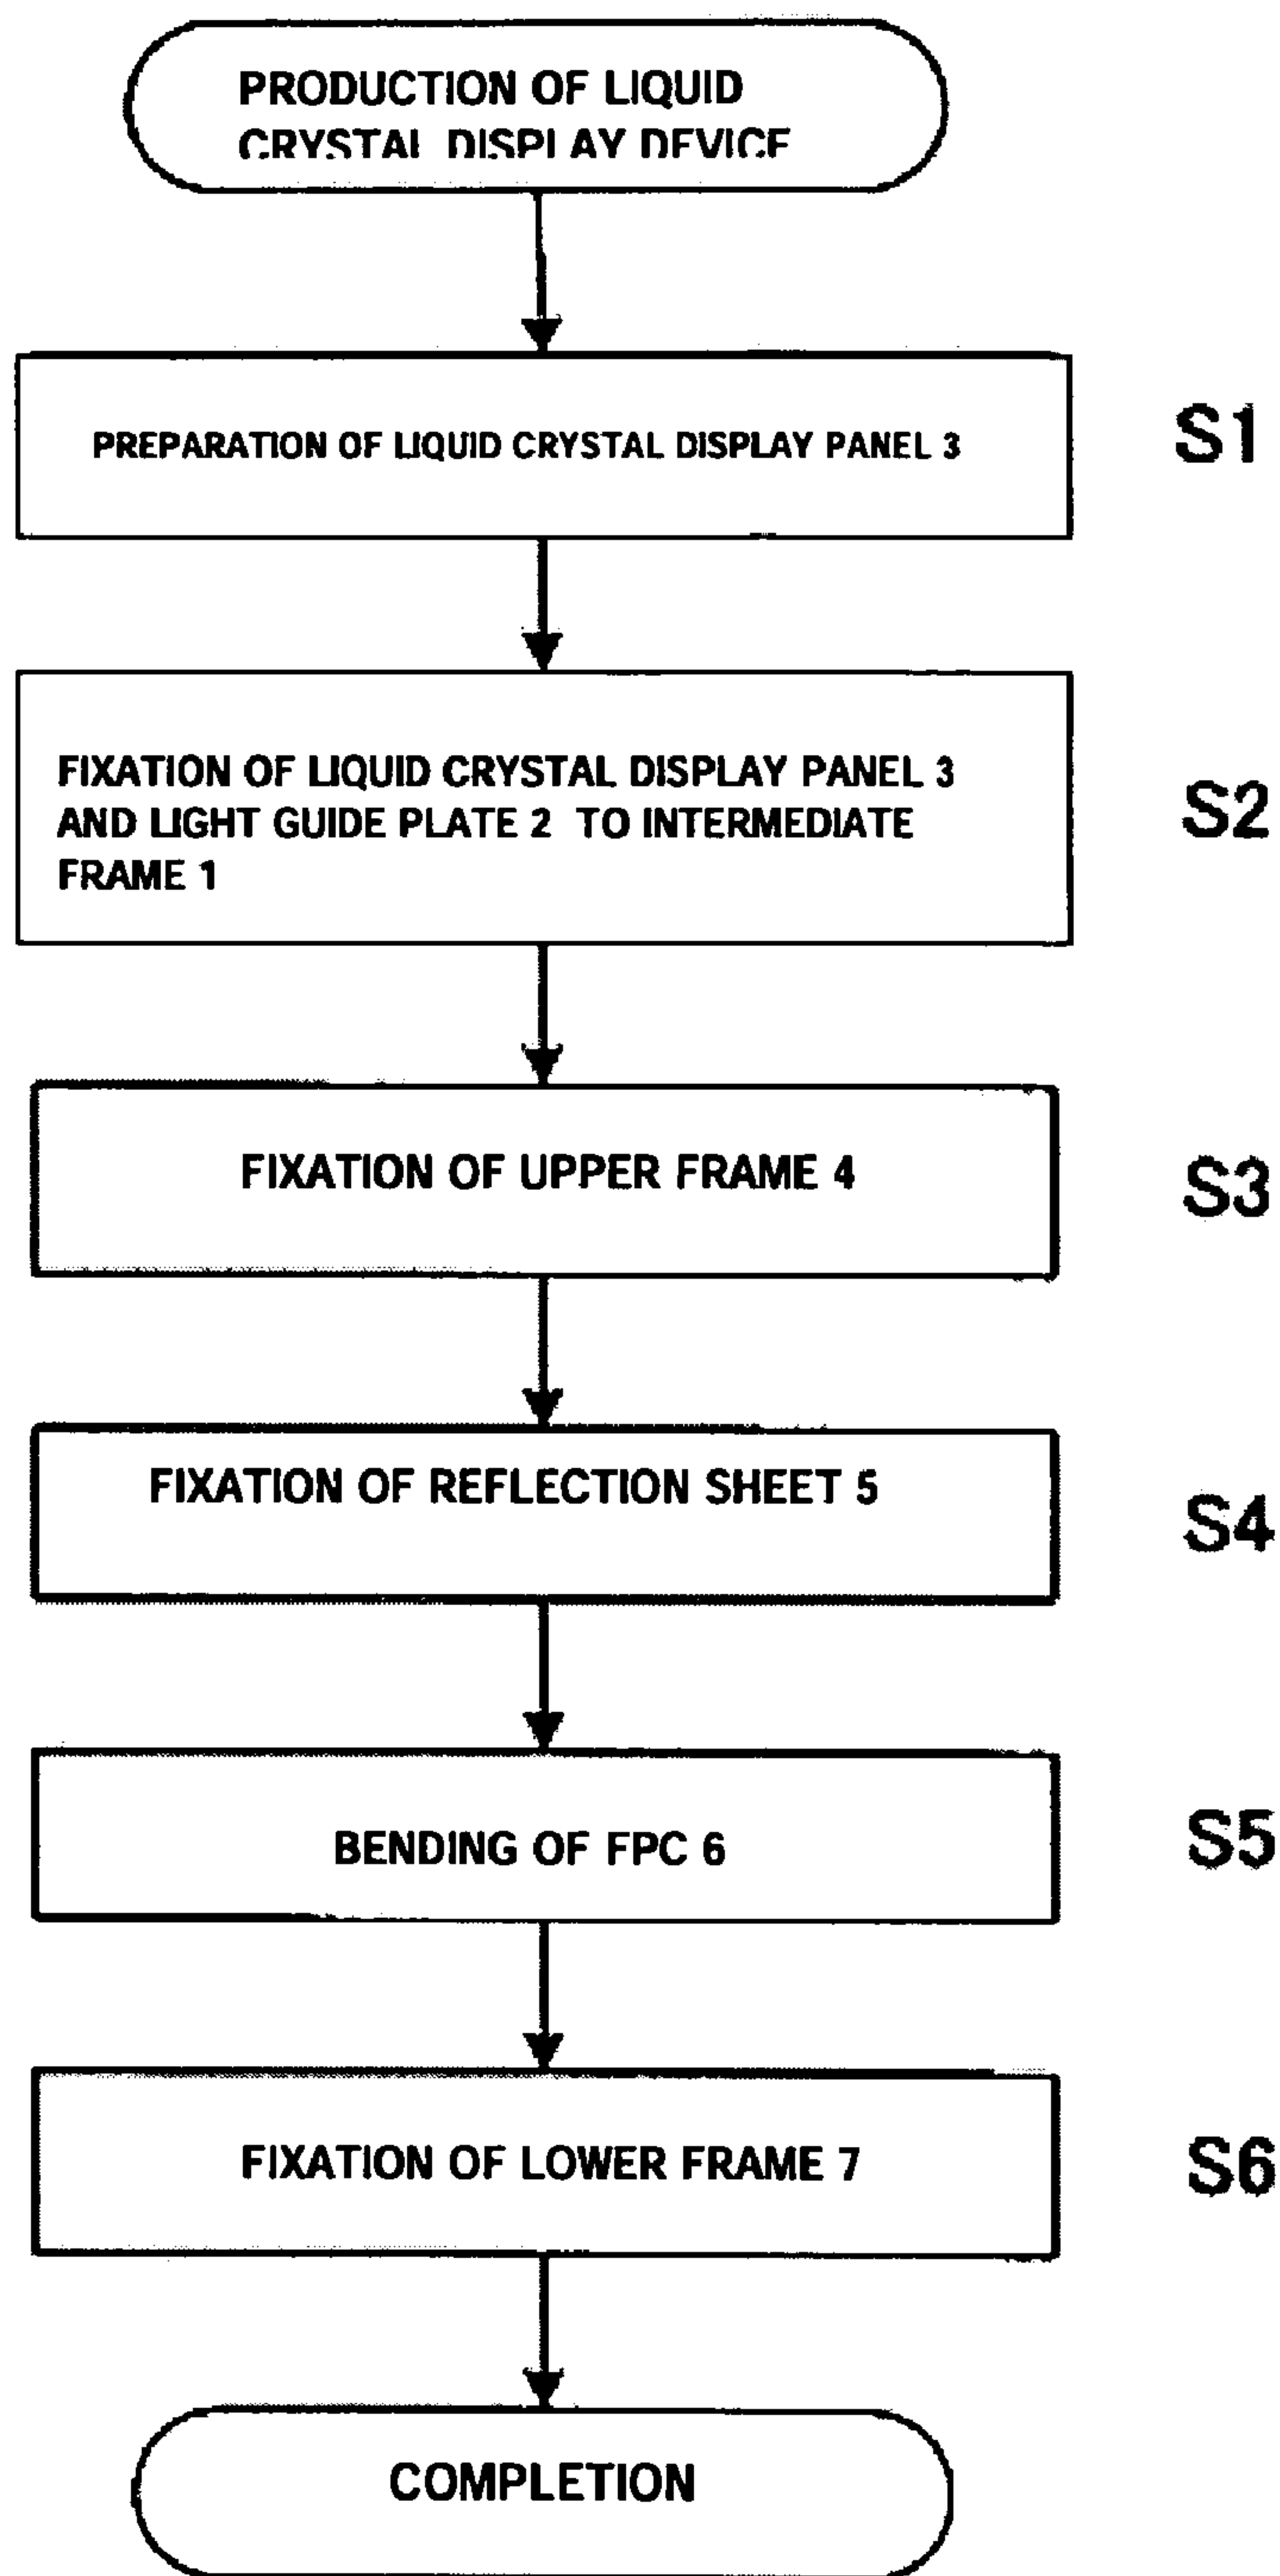 PRODUCTION OF LIQUID
CRYSTAL DISPLAY DEVICE
PREPARATION OF LIQUID CRYSTAL DISPLAY PANEL 3
S1
FIXATION OF LIQUID CRYSTAL DISPLAY PANEL 3
AND LIGHT GUIDE PLATE 2 TO INTERMEDIATE
FRAME 1
S2
FIXATION OF UPPER FRAME 4
S3
FIXATION OF REFLECTION SHEET 5
S4
BENDING OF FPC 6
S5
FIXATION OF LOWER FRAME 7
S6
COMPLETION